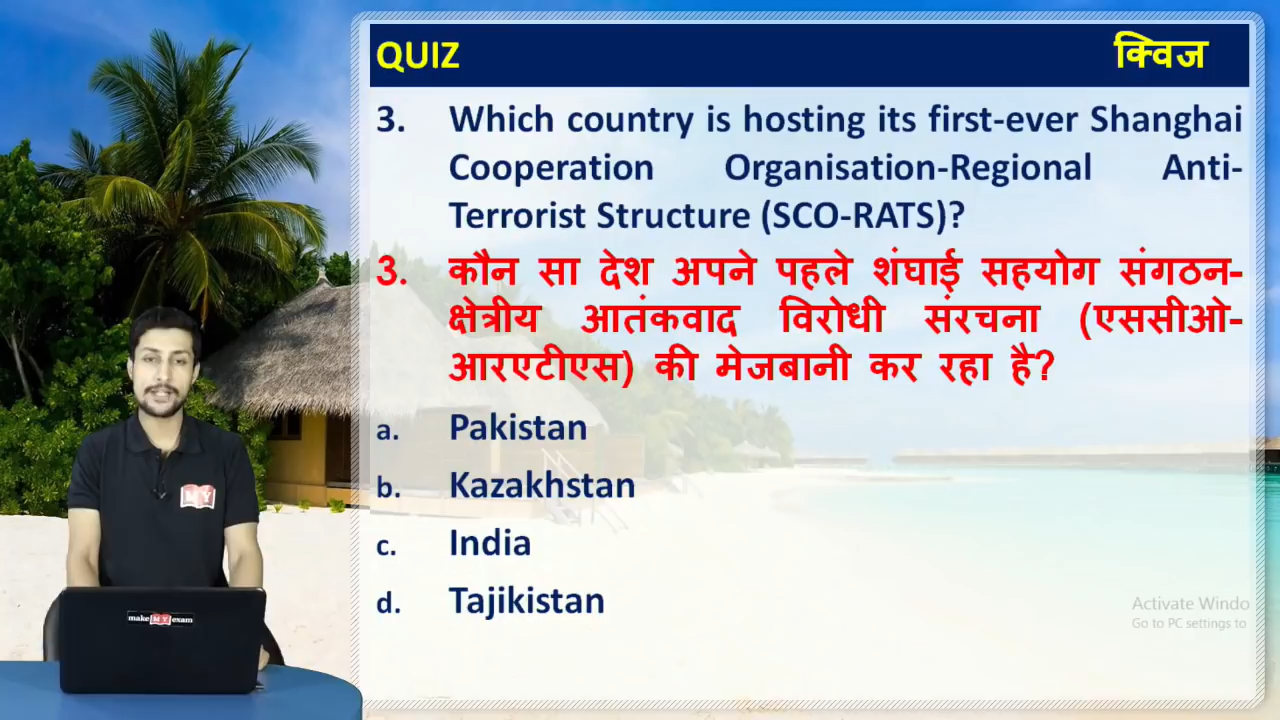 QUIZ क्विज
3. Which country is hosting its first-ever Shanghai
Cooperation Organisation-Regional Anti-
Terrorist Structure (SCO-RATS)?
3. कौन सा देश अपने पहले शंघाई सहयोग संगठन-
क्षेत्रीय आतंकवाद विरोधी संरचना (एससीओ-
आरएटीएस) की मेजबानी कर रहा है?
a. Pakistan
b. Kazakhstan
c. India
d. Tajikistan
MY
make MY exam
Activate Windo
Go to PC settings to